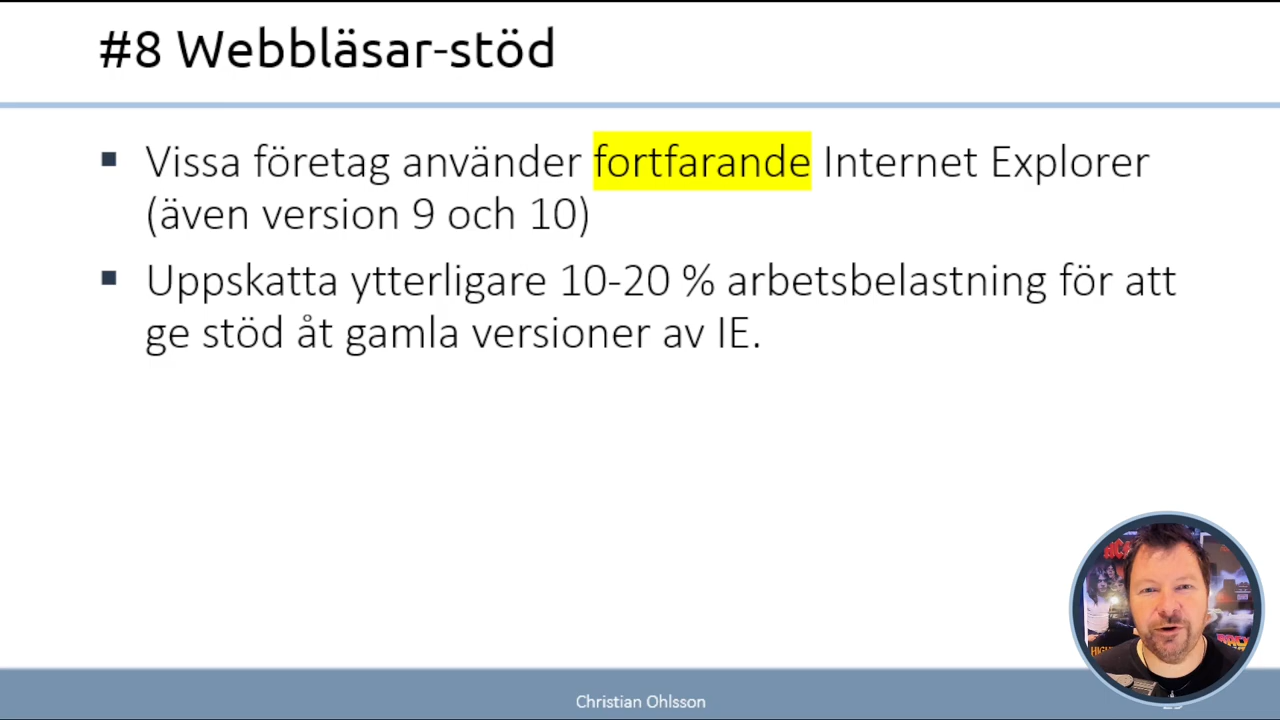 #8 Webbläsar-stöd
▪ Vissa företag använder fortfarande Internet Explorer
(även version 9 och 10)
▪ Uppskatta ytterligare 10-20 % arbetsbelastning för att
ge stöd åt gamla versioner av IE.
Christian Ohlsson